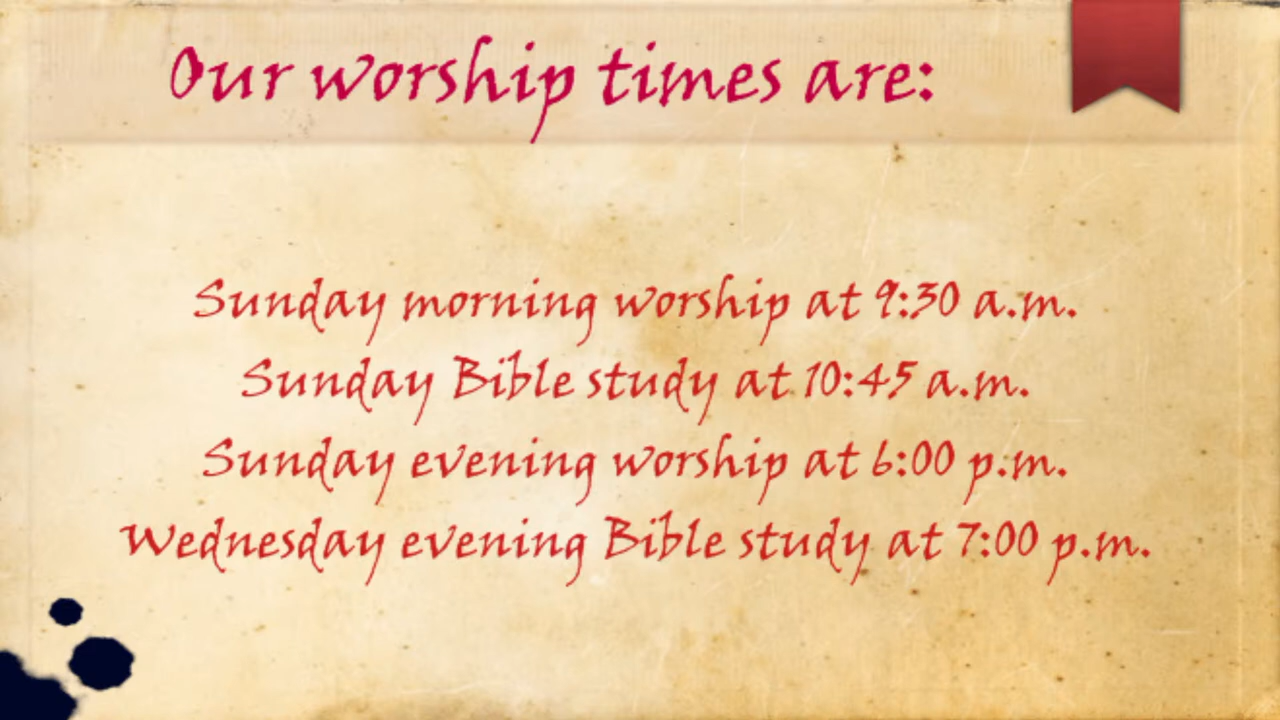 Our worship times are:
Sunday morning worship at 9:30 a.m.
Sunday Bible study at 10:45 a.m.
Sunday evening worship at 6:00 p.m.
Wednesday evening Bible study at 7:00 p.m.